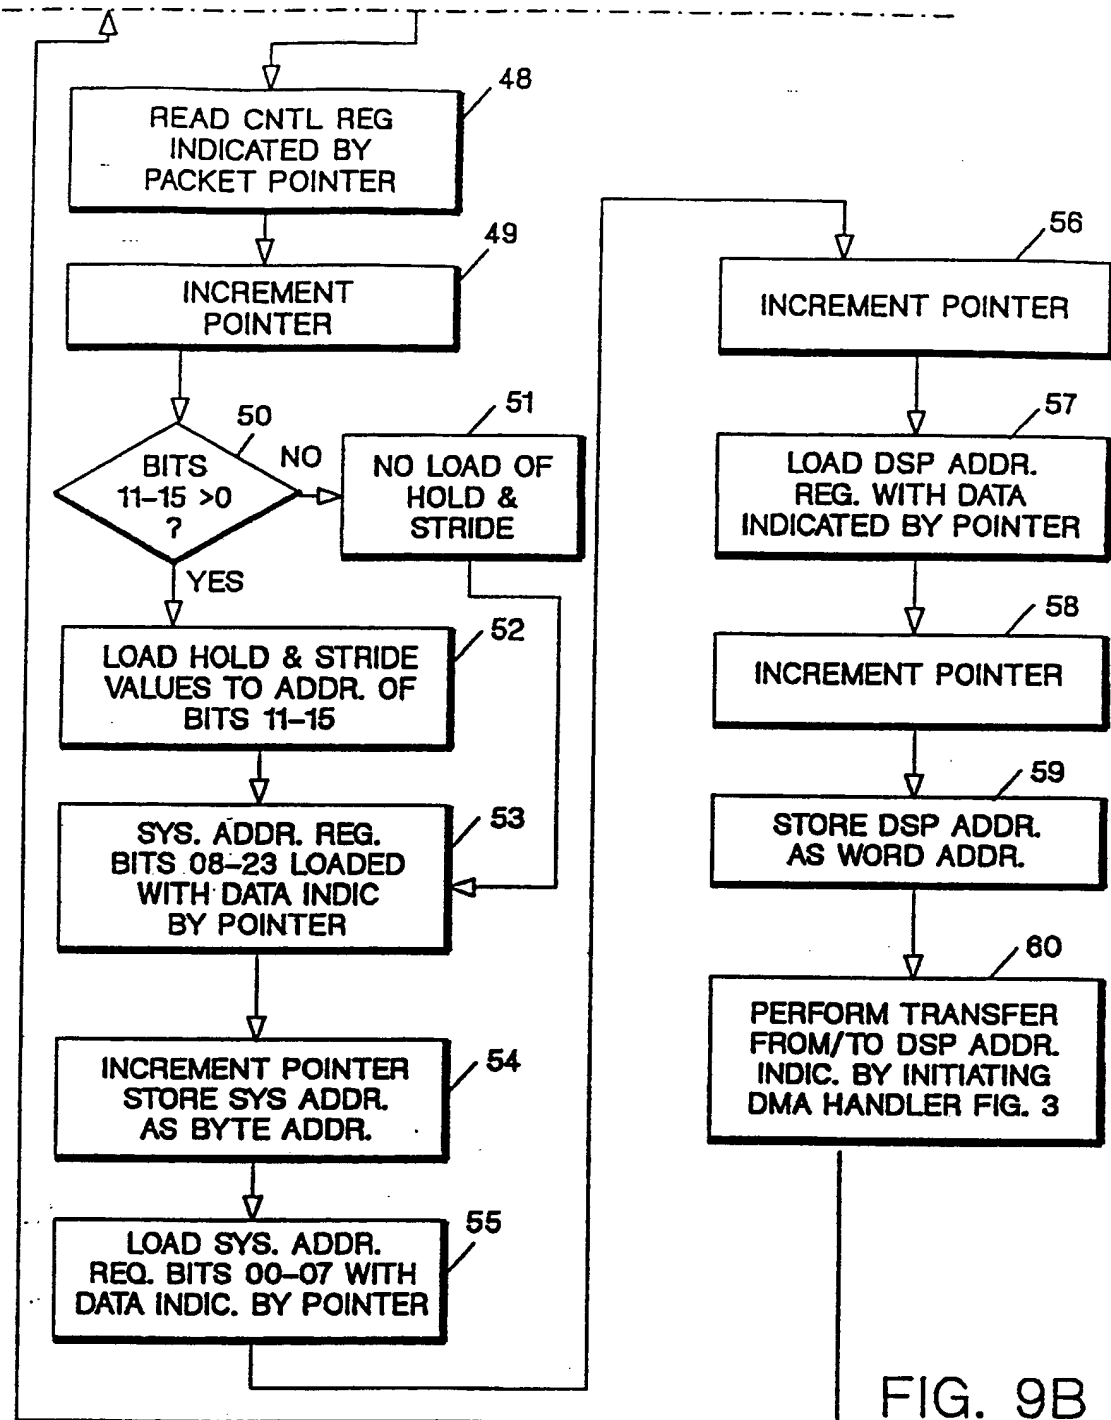 48
READ CNTL REG
INDICATED BY
PACKET POINTER
49
INCREMENT
POINTER
50
BITS
11-15 >0
?
NO
YES
51
NO LOAD OF
HOLD &
STRIDE
52
LOAD HOLD & STRIDE
VALUES TO ADDR. OF
BITS 11-15
53
SYS. ADDR. REG.
BITS 08-23 LOADED
WITH DATA INDIC
BY POINTER
54
INCREMENT POINTER
STORE SYS ADDR.
AS BYTE ADDR.
55
LOAD SYS. ADDR.
REQ. BITS 00-07 WITH
DATA INDIC. BY POINTER
56
INCREMENT POINTER
57
LOAD DSP ADDR.
REG. WITH DATA
INDICATED BY POINTER
58
INCREMENT POINTER
59
STORE DSP ADDR.
AS WORD ADDR.
60
PERFORM TRANSFER
FROM/TO DSP ADDR.
INDIC. BY INITIATING
DMA HANDLER FIG. 3
FIG. 9B